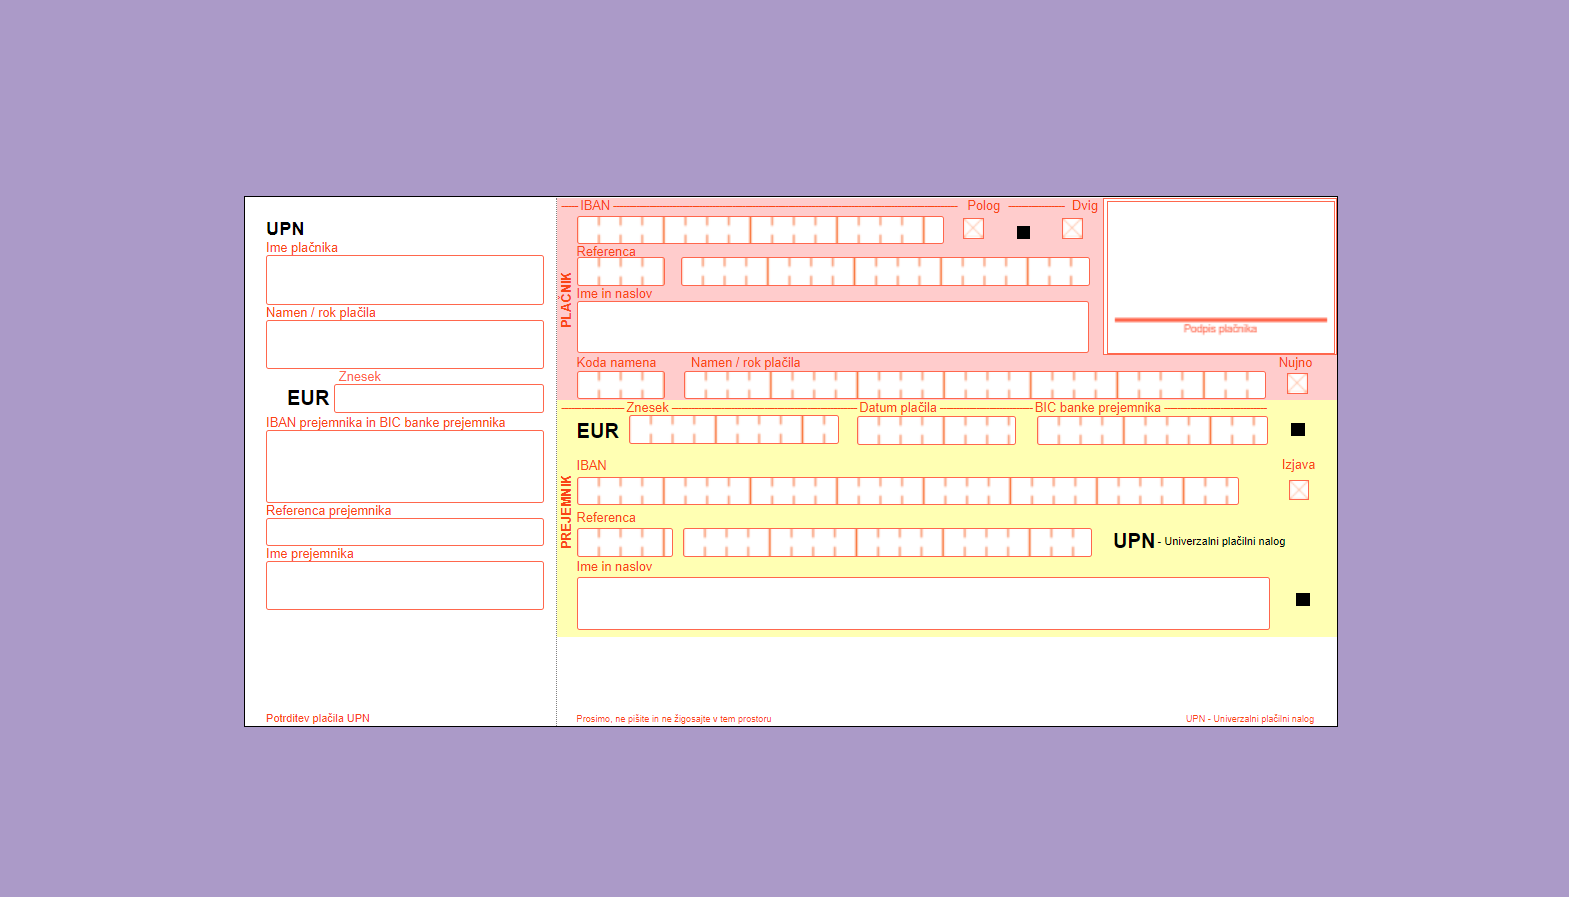 UPN
Ime plačnika
Namen / rok plačila
Znesek
EUR
IBAN prejemnika in BIC banke prejemnika
Referenca prejemnika
Ime prejemnika
Potrditev plačila UPN
PLAČNIK
IBAN
Polog
Dvig
Referenca
Ime in naslov
Podpis plačnika
Koda namena
Namen / rok plačila
Nujno
PREJEMNIK
Znesek
Datum plačila
BIC banke prejemnika
EUR
IBAN
Izjava
Referenca
UPN - Univerzalni plačilni nalog
Ime in naslov
Prosimo, ne pišite in ne žigosajte v tem prostoru
UPN - Univerzalni plačilni nalog